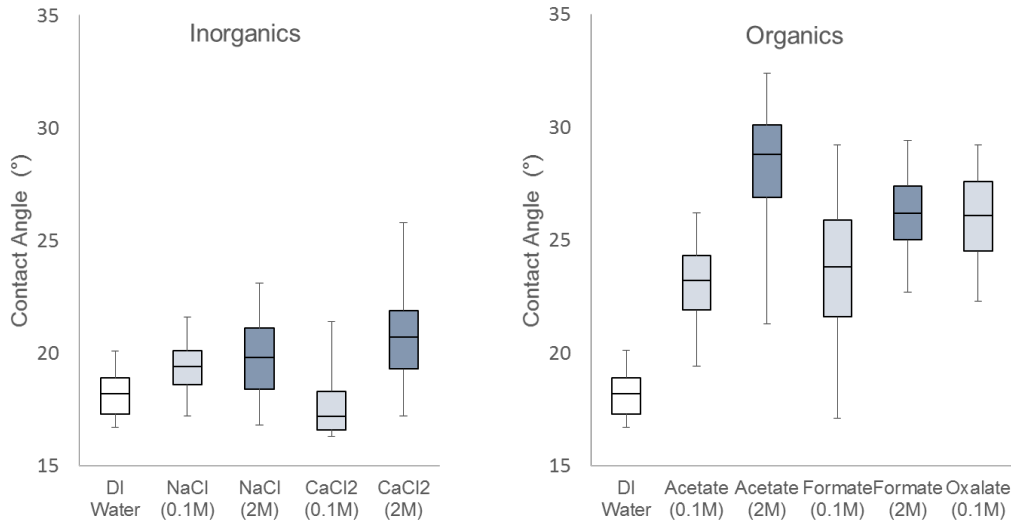 Inorganics
35
30
25
20
15
Contact Angle (°)
DI NaCl NaCl CaCl2 CaCl2
Water (0.1M) (2M) (0.1M) (2M)
Organics
35
30
25
20
15
Contact Angle (°)
DI Acetate Acetate Formate Formate Oxalate
Water (0.1M) (2M) (0.1M) (2M) (0.1M)